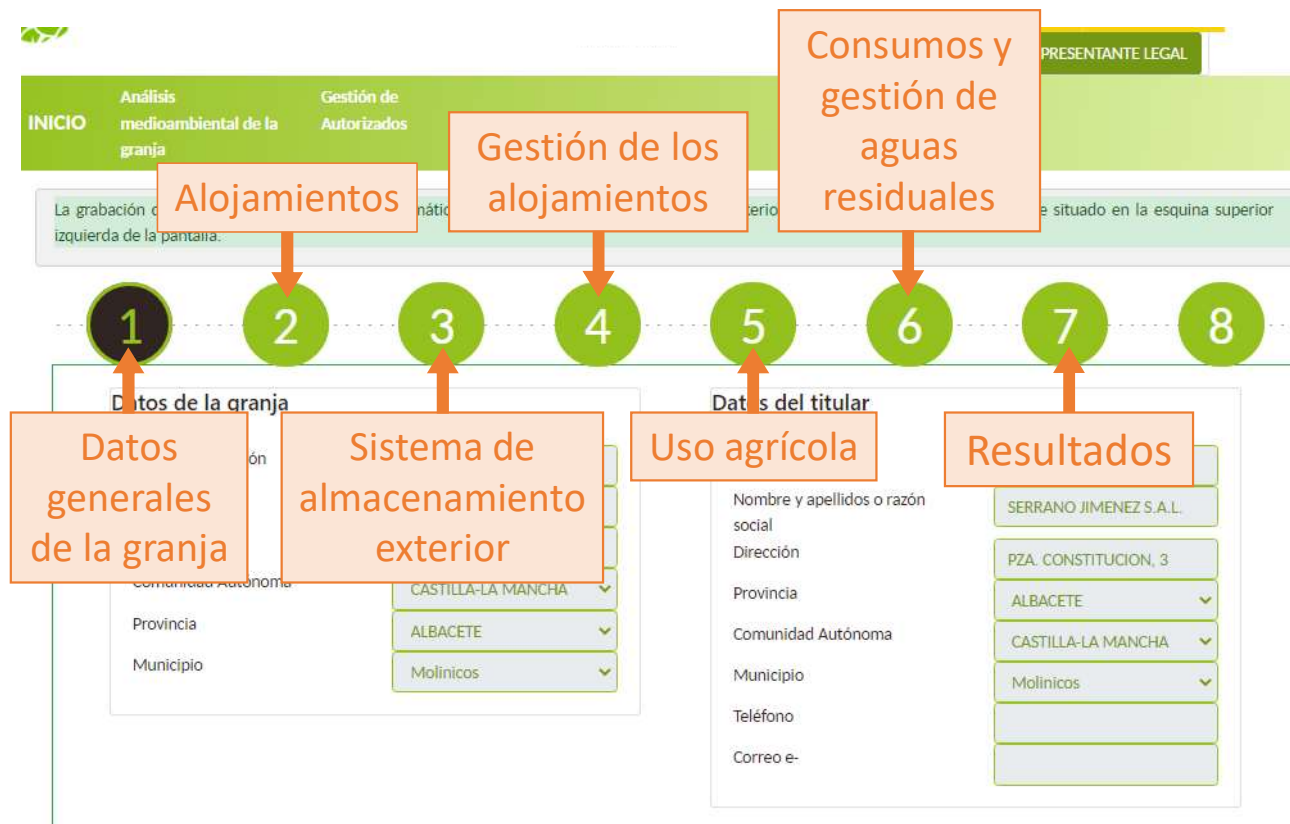 Consumos y
gestión de
aguas
residuales
PRESENTANTE LEGAL
INICIO
Análisis
medioambiental de la
granja
Gestión de
Autorizados
Gestión de los
alojamientos
Alojamientos
La grabación
situado en la esquina superior
izquierda de la pantalla.
1
2
3
4
5
6
7
8
Datos de la granja
Datos
generales
de la granja
Sistema de
almacenamiento
exterior
Comunidad Autónoma
CASTILLA-LA MANCHA
Provincia
ALBACETE
Municipio
Molinicos
Datos del titular
Uso agrícola
Resultados
Nombre y apellidos o razón
social
SERRANO JIMENEZ S.A.L.
Dirección
PZA. CONSTITUCION, 3
Provincia
ALBACETE
Comunidad Autónoma
CASTILLA-LA MANCHA
Municipio
Molinicos
Teléfono
Correo e-